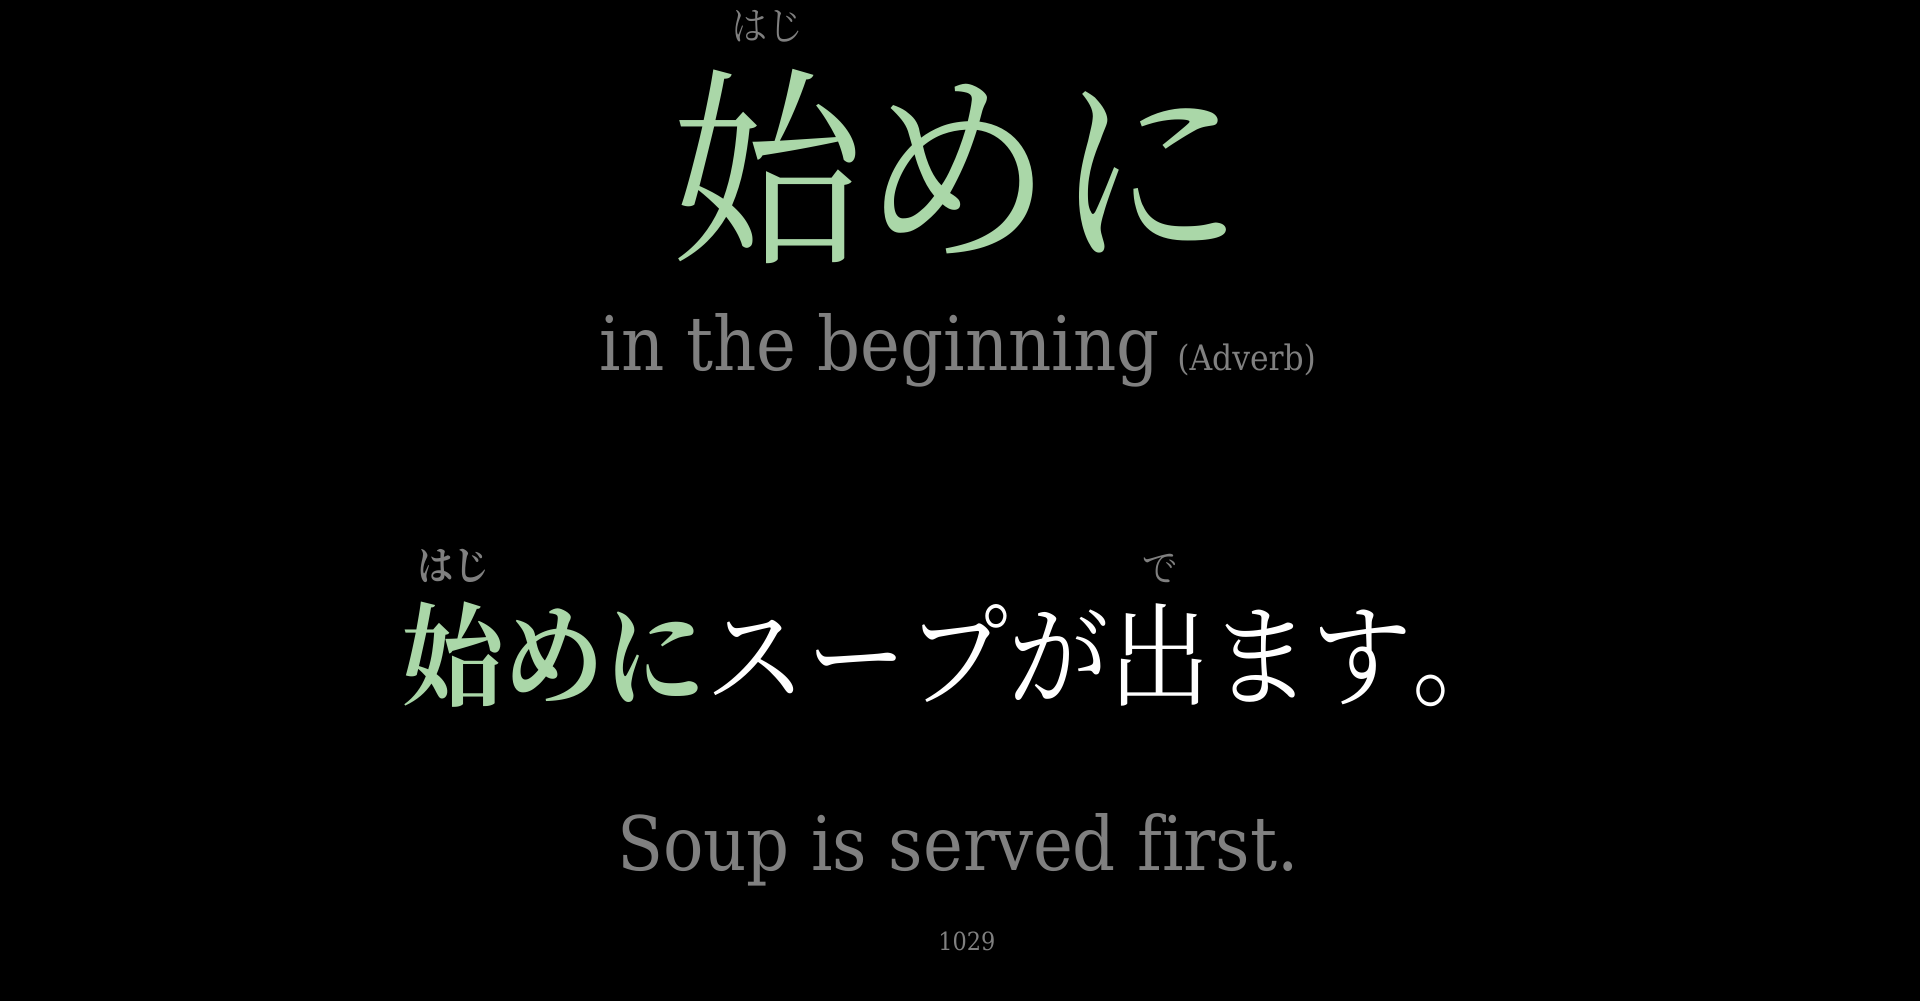 はじ
始めに
in the beginning (Adverb)
はじ で
始めにスープが出ます。
Soup is served first.
1029